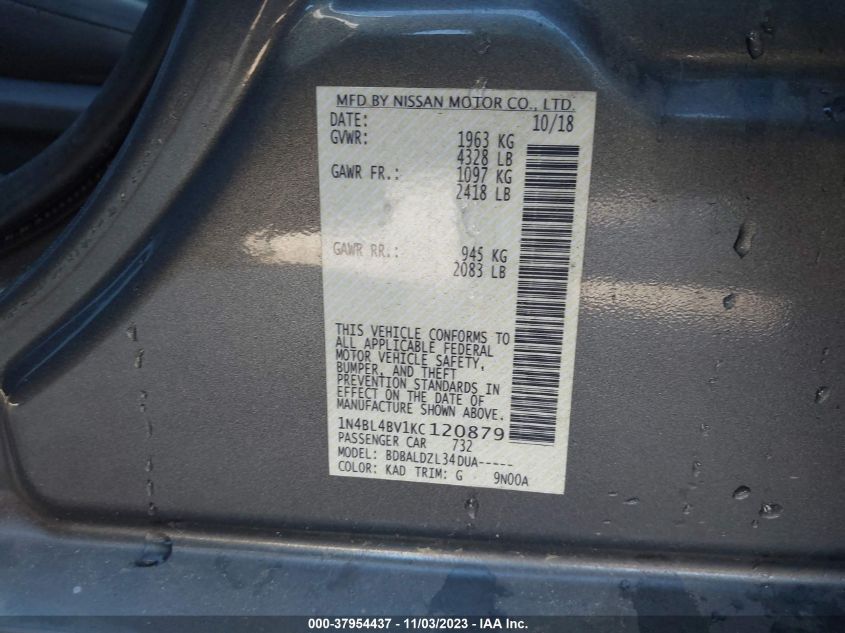 MFD BY NISSAN MOTOR CO., LTD.
DATE: 10/18
GVWR: 1963 KG
4328 LB
GAWR FR.: 1097 KG
2418 LB
GAWR RR.: 945 KG
2083 LB
THIS VEHICLE CONFORMS TO
ALL APPLICABLE FEDERAL
MOTOR VEHICLE SAFETY,
BUMPER, AND THEFT
PREVENTION STANDARDS IN
EFFECT ON THE DATE OF
MANUFACTURE SHOWN ABOVE.
1N4BL4BV1KC120879
PASSENGER CAR 732
MODEL: BDBALDZL34DUA-----
COLOR: KAD TRIM: G 9N00A
000-37954437 - 11/03/2023 - IAA Inc.